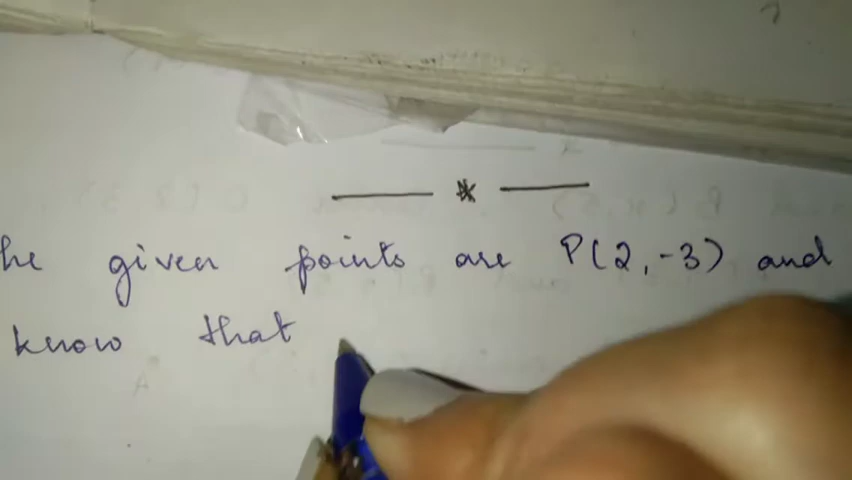 he given points are P(2,-3) and
know that